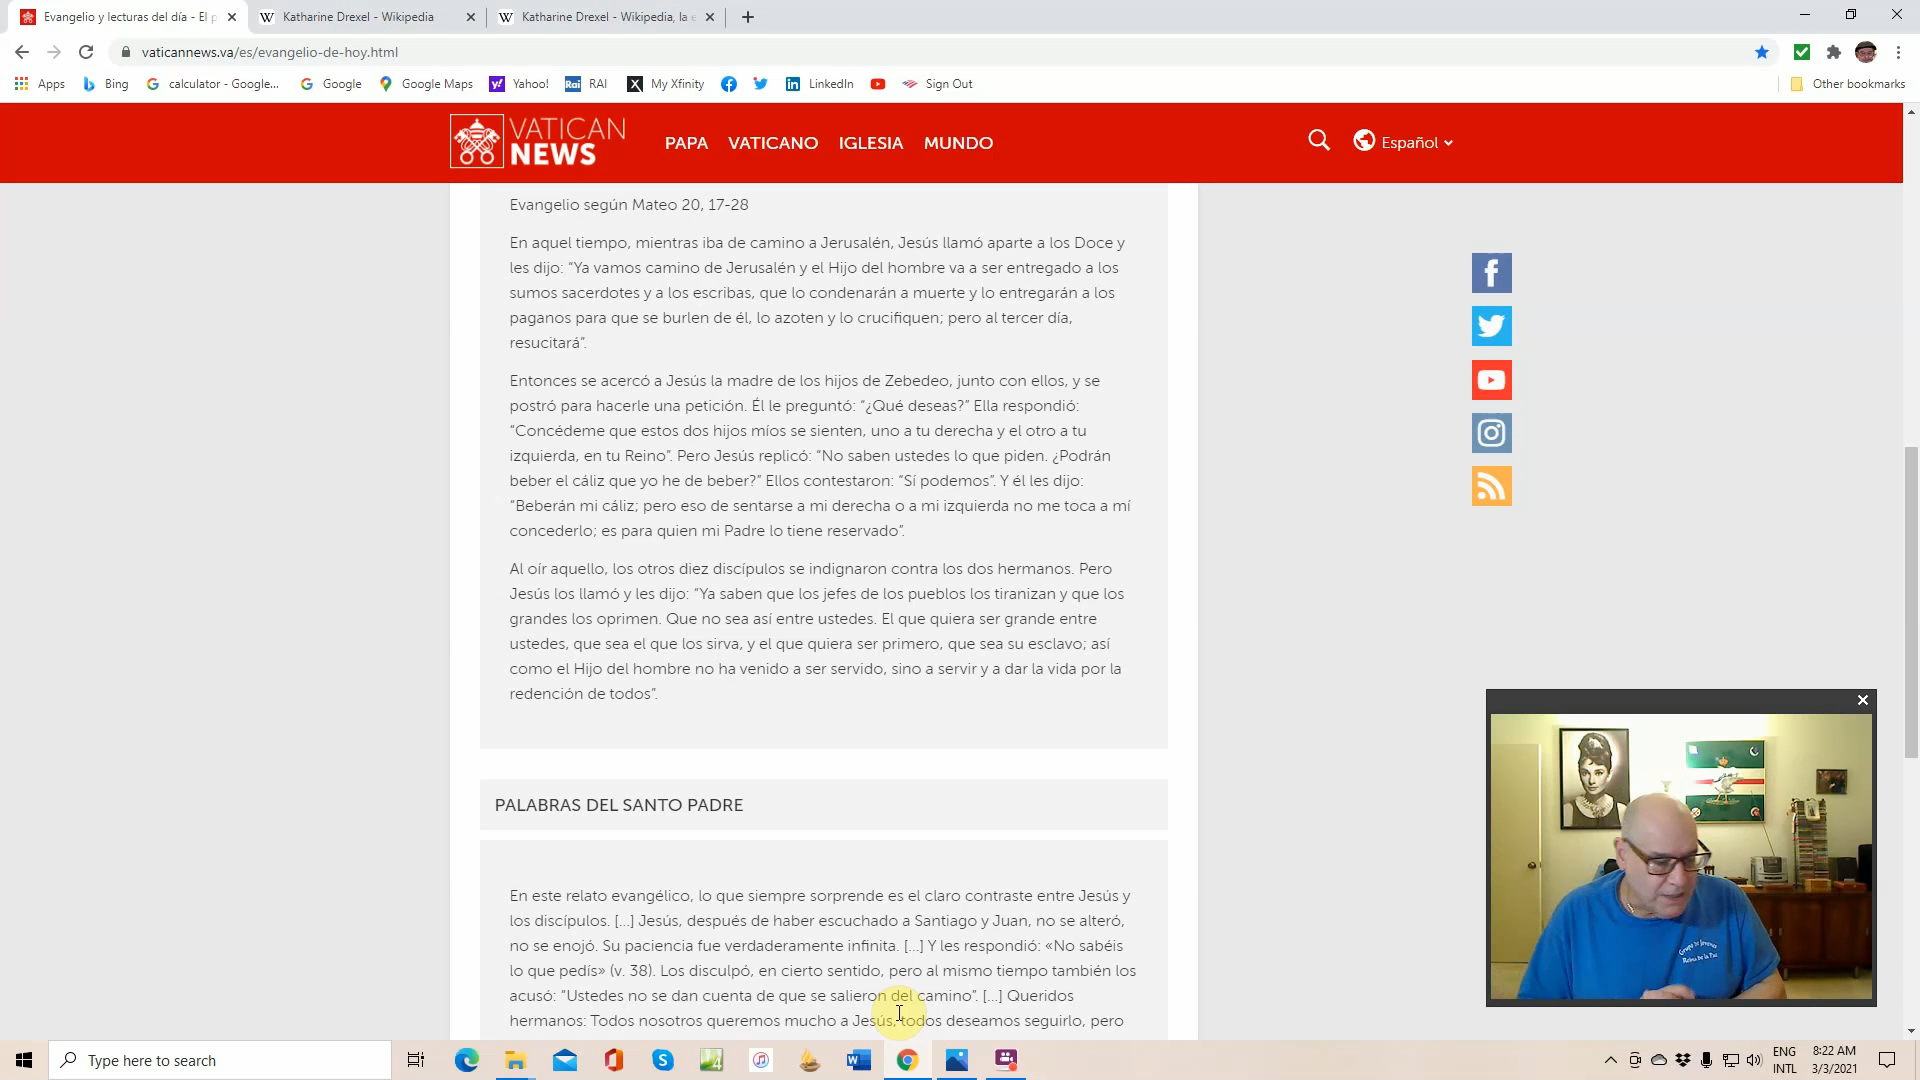 Evangelio y lecturas del día - El p
Katharine Drexel - Wikipedia
Katharine Drexel - Wikipedia, la e
vaticannews.va/es/evangelio-de-hoy.html
Apps
Bing
calculator - Google...
Google
Google Maps
Yahoo!
Rai
RAI
My Xfinity
LinkedIn
Sign Out
Other bookmarks
VATICAN
NEWS
PAPA
VATICANO
IGLESIA
MUNDO
Español
Evangelio según Mateo 20, 17-28
En aquel tiempo, mientras iba de camino a Jerusalén, Jesús llamó aparte a los Doce y
les dijo: “Ya vamos camino de Jerusalén y el Hijo del hombre va a ser entregado a los
sumos sacerdotes y a los escribas, que lo condenarán a muerte y lo entregarán a los
paganos para que se burlen de él, lo azoten y lo crucifiquen; pero al tercer día,
resucitará”.
Entonces se acercó a Jesús la madre de los hijos de Zebedeo, junto con ellos, y se
postró para hacerle una petición. Él le preguntó: “¿Qué deseas?” Ella respondió:
“Concédeme que estos dos hijos míos se sienten, uno a tu derecha y el otro a tu
izquierda, en tu Reino”. Pero Jesús replicó: “No saben ustedes lo que piden. ¿Podrán
beber el cáliz que yo he de beber?” Ellos contestaron: “Sí podemos”. Y él les dijo:
“Beberán mi cáliz; pero eso de sentarse a mi derecha o a mi izquierda no me toca a mí
concederlo; es para quien mi Padre lo tiene reservado”.
Al oír aquello, los otros diez discípulos se indignaron contra los dos hermanos. Pero
Jesús los llamó y les dijo: “Ya saben que los jefes de los pueblos los tiranizan y que los
grandes los oprimen. Que no sea así entre ustedes. El que quiera ser grande entre
ustedes, que sea el que los sirva, y el que quiera ser primero, que sea su esclavo; así
como el Hijo del hombre no ha venido a ser servido, sino a servir y a dar la vida por la
redención de todos”.
PALABRAS DEL SANTO PADRE
En este relato evangélico, lo que siempre sorprende es el claro contraste entre Jesús y
los discípulos. [...] Jesús, después de haber escuchado a Santiago y Juan, no se alteró,
no se enojó. Su paciencia fue verdaderamente infinita. [...] Y les respondió: «No sabéis
lo que pedís» (v. 38). Los disculpó, en cierto sentido, pero al mismo tiempo también los
acusó: “Ustedes no se dan cuenta de que se salieron del camino”. [...] Queridos
hermanos: Todos nosotros queremos mucho a Jesús, todos deseamos seguirlo, pero
Grupo de Jovenes
Reina de la Paz
Type here to search
ENG
INTL
8:22 AM
3/3/2021